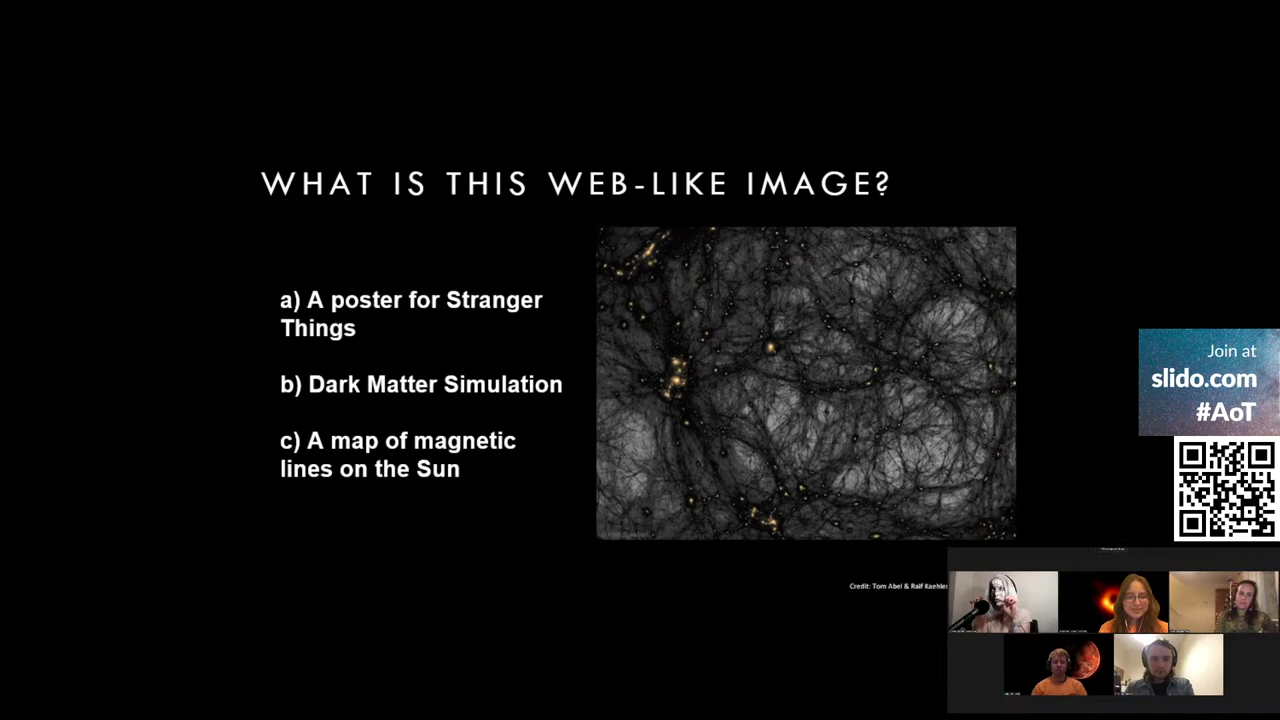 WHAT IS THIS WEB-LIKE IMAGE?
a) A poster for Stranger
Things
b) Dark Matter Simulation
c) A map of magnetic
lines on the Sun
Join at
slido.com
#AoT
Credit: Tom Abel & Ralf Kaehler